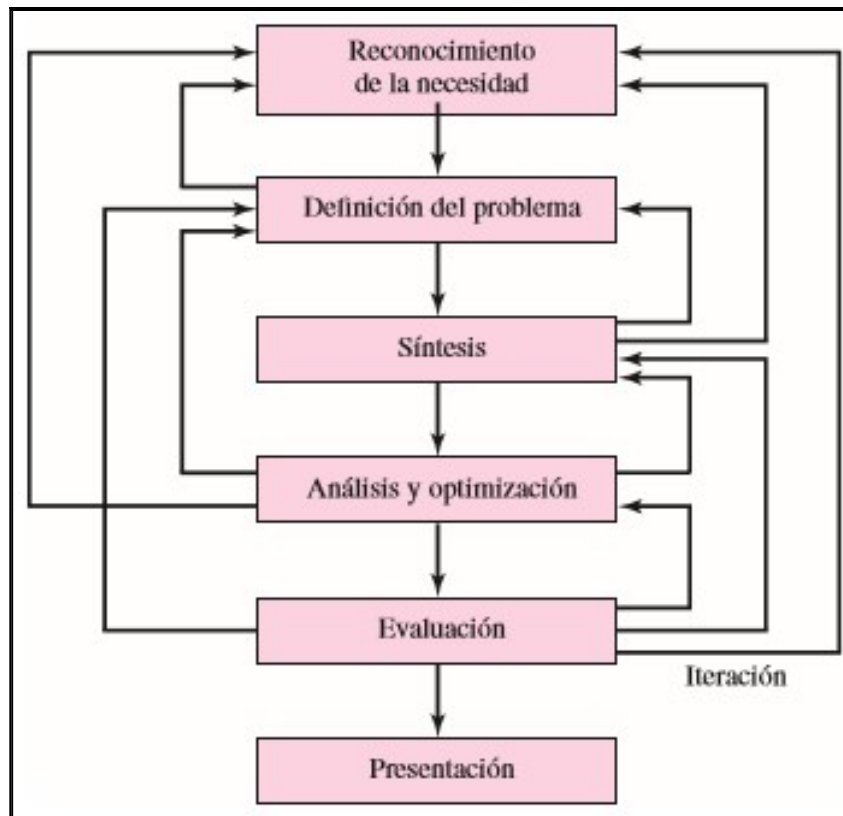 Reconocimiento
de la necesidad
Definición del problema
Síntesis
Análisis y optimización
Evaluación
Iteración
Presentación